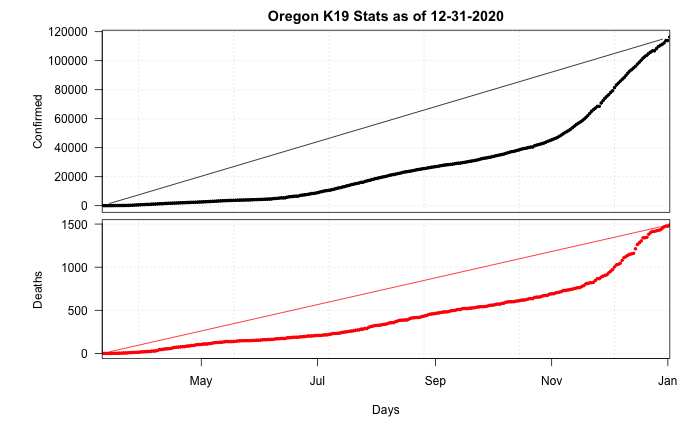 Oregon K19 Stats as of 12-31-2020
120000
100000
80000
60000
40000
20000
0
Confirmed
1500
1000
500
0
Deaths
May Jul Sep Nov Jan
Days